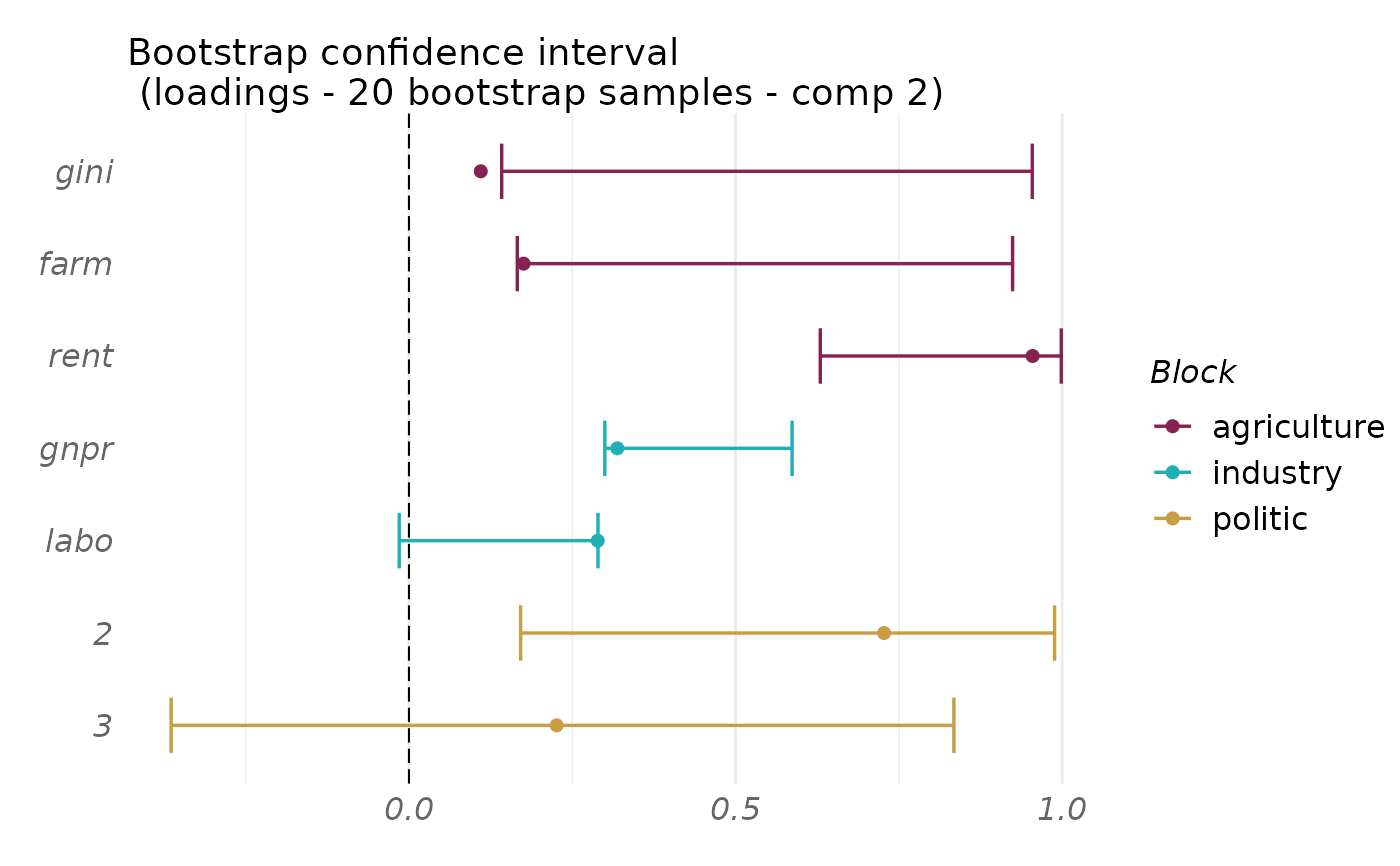 Bootstrap confidence interval
(loadings - 20 bootstrap samples - comp 2)
gini
farm
rent
gnpr
labo
2
3
0.0
0.5
1.0
Block
agriculture
industry
politic